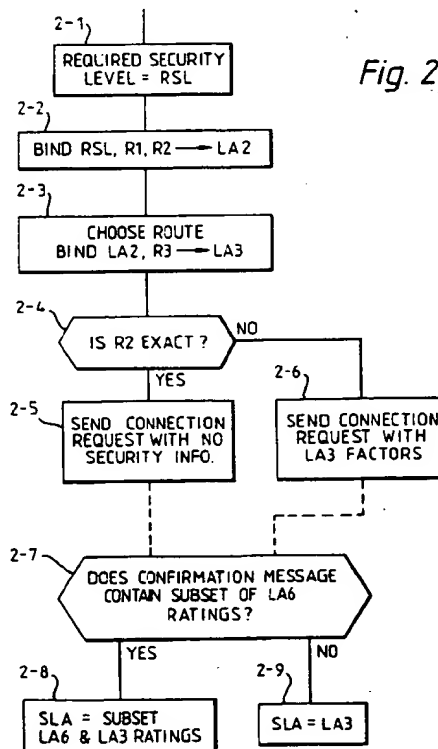 2-1
REQUIRED SECURITY
LEVEL = RSL
Fig. 2
2-2
BIND RSL, R1, R2 → LA2
2-3
CHOOSE ROUTE
BIND LA2, R3 → LA3
2-4
IS R2 EXACT ?
NO
YES
2-5
SEND CONNECTION
REQUEST WITH NO
SECURITY INFO.
2-6
SEND CONNECTION
REQUEST WITH
LA3 FACTORS
2-7
DOES CONFIRMATION MESSAGE
CONTAIN SUBSET OF LA6
RATINGS?
YES
NO
2-8
SLA = SUBSET
LA6 & LA3 RATINGS
2-9
SLA = LA3